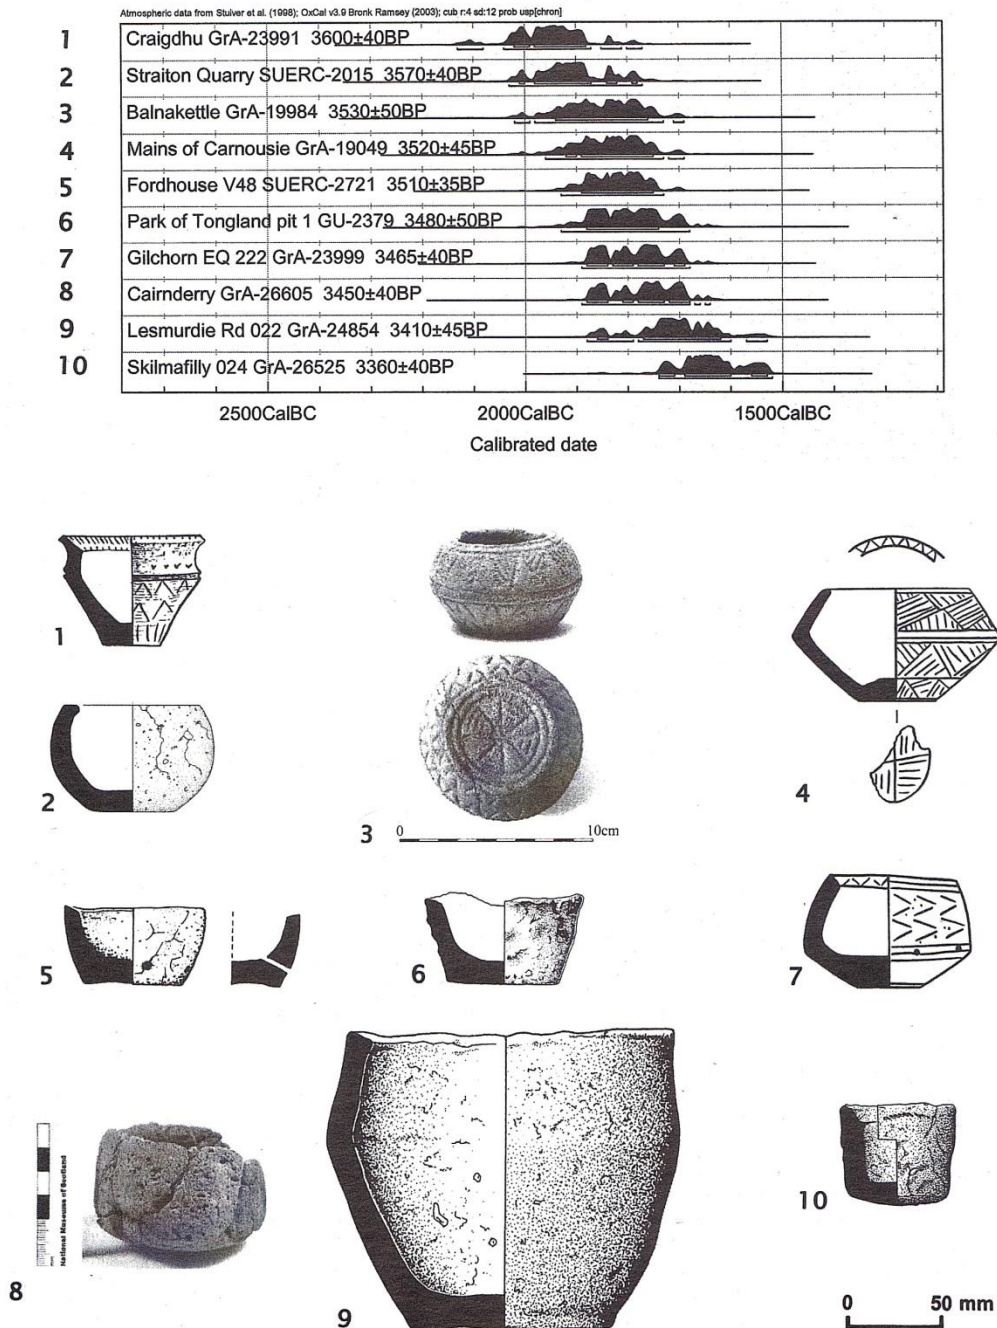 Atmospheric data from Stuiver et al. (1998); OxCal v3.9 Bronk Ramsey (2003); cub r:4 sd:12 prob usp[chron]
1 Craigdhu GrA-23991 3600±40BP
2 Straiton Quarry SUERC-2015 3570±40BP
3 Balnakettle GrA-19984 3530±50BP
4 Mains of Carnousie GrA-19049 3520±45BP
5 Fordhouse V48 SUERC-2721 3510±35BP
6 Park of Tongland pit 1 GU-2379 3480±50BP
7 Gilchorn EQ 222 GrA-23999 3465±40BP
8 Cairnderry GrA-26605 3450±40BP
9 Lesmurdie Rd 022 GrA-24854 3410±45BP
10 Skilmafilly 024 GrA-26525 3360±40BP
2500CalBC 2000CalBC 1500CalBC
Calibrated date
1
2
3
0 10cm
4
5
6
7
8
National Museums of Scotland
9
10
0 50 mm